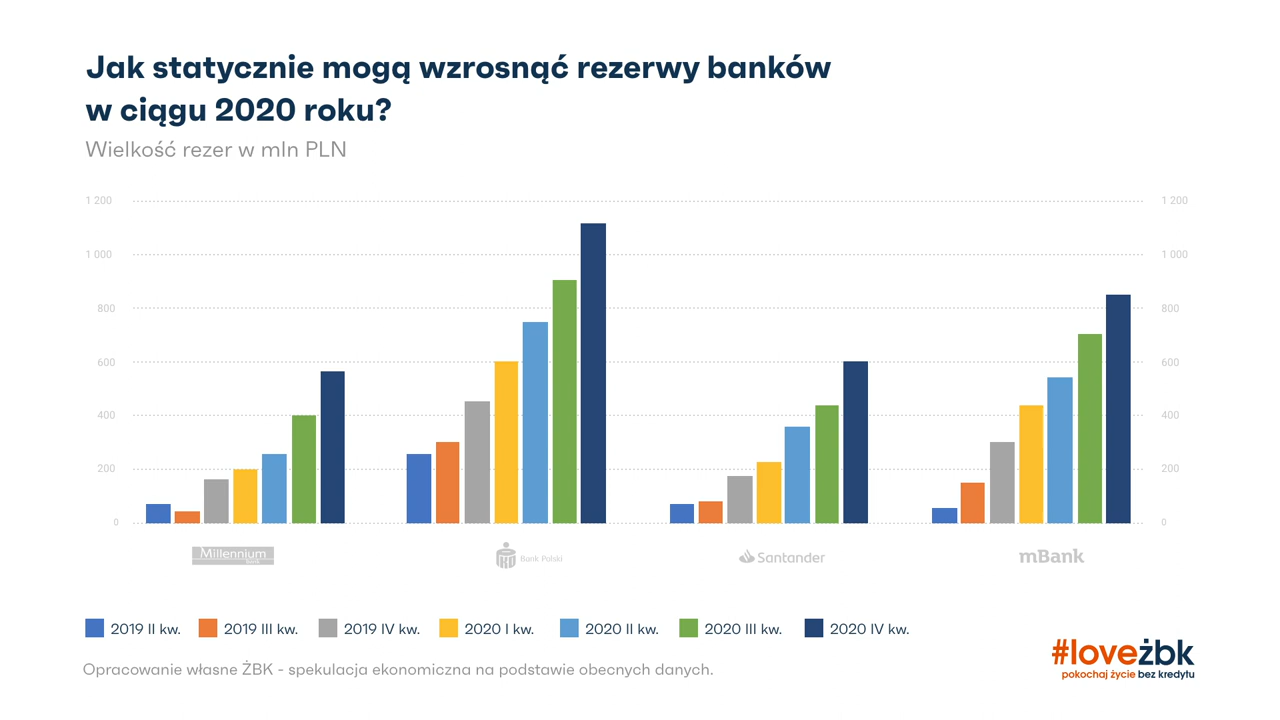 Jak statycznie mogą wzrosnąć rezerwy banków
w ciągu 2020 roku?
Wielkość rezer w mln PLN
1 200 1 200
1 000 1 000
800 800
600 600
400 400
200 200
0 0
Millennium
bank
Bank Polski
Santander
mBank
2019 II kw. 2019 III kw. 2019 IV kw. 2020 I kw. 2020 II kw. 2020 III kw. 2020 IV kw.
Opracowanie własne ŻBK - spekulacja ekonomiczna na podstawie obecnych danych.
#loveżbk
pokochaj życie bez kredytu